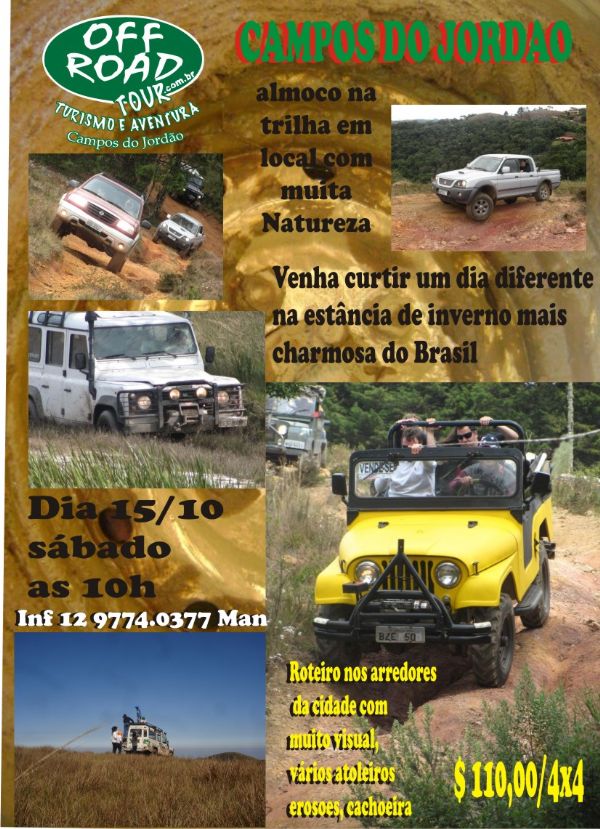 OFF
ROAD
TOUR.com.br
TURISMO E AVENTURA
Campos do Jordão
CAMPOS DO JORDAO
almoco na
trilha em
local com
muita
Natureza
Venha curtir um dia diferente
na estância de inverno mais
charmosa do Brasil
VENDE-SE
Dia 15/10
sábado
as 10h
Inf 12 9774.0377 Man
Roteiro nos arredores
da cidade com
muito visual,
vários atoleiros
erosoes, cachoeira
$ 110,00/4x4